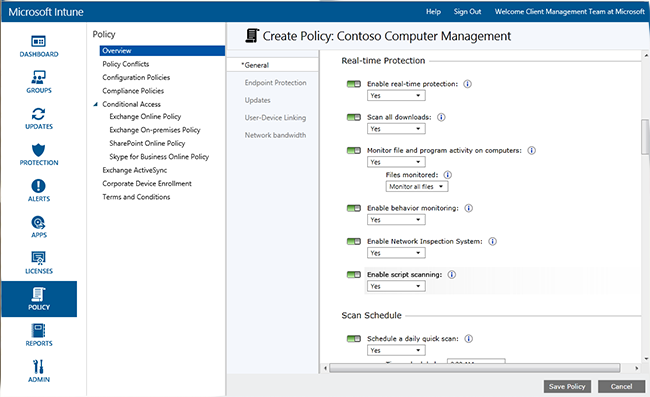 Microsoft Intune
Help Sign Out Welcome Client Management Team at Microsoft
DASHBOARD
GROUPS
UPDATES
PROTECTION
ALERTS
APPS
LICENSES
POLICY
REPORTS
ADMIN
Policy
Overview
Policy Conflicts
Configuration Policies
Compliance Policies
Conditional Access
Exchange Online Policy
Exchange On-premises Policy
SharePoint Online Policy
Skype for Business Online Policy
Exchange ActiveSync
Corporate Device Enrollment
Terms and Conditions
Create Policy: Contoso Computer Management
*General
Endpoint Protection
Updates
User-Device Linking
Network bandwidth
Real-time Protection
Enable real-time protection:
Yes
Scan all downloads:
Yes
Monitor file and program activity on computers:
Yes
Files monitored:
Monitor all files
Enable behavior monitoring:
Yes
Enable Network Inspection System:
Yes
Enable script scanning:
Yes
Scan Schedule
Schedule a daily quick scan:
Yes
Save Policy Cancel